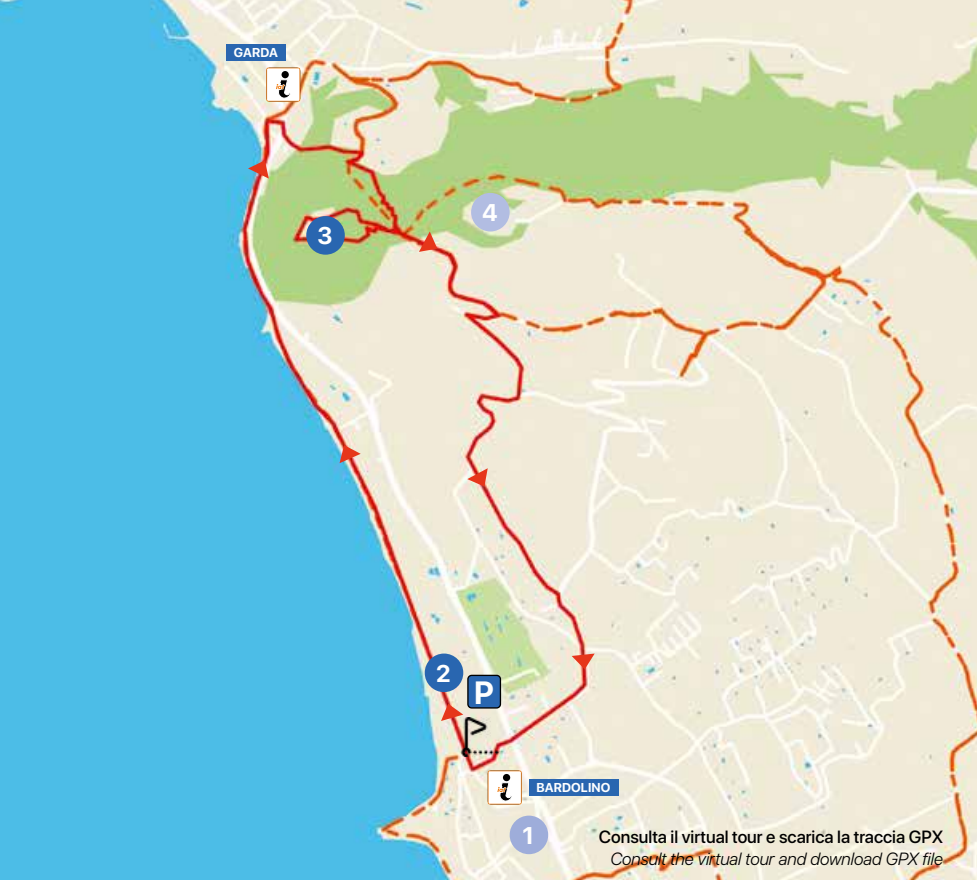 GARDA
i
4
3
2
P
i
BARDOLINO
1
Consulta il virtual tour e scarica la traccia GPX
Consult the virtual tour and download GPX file